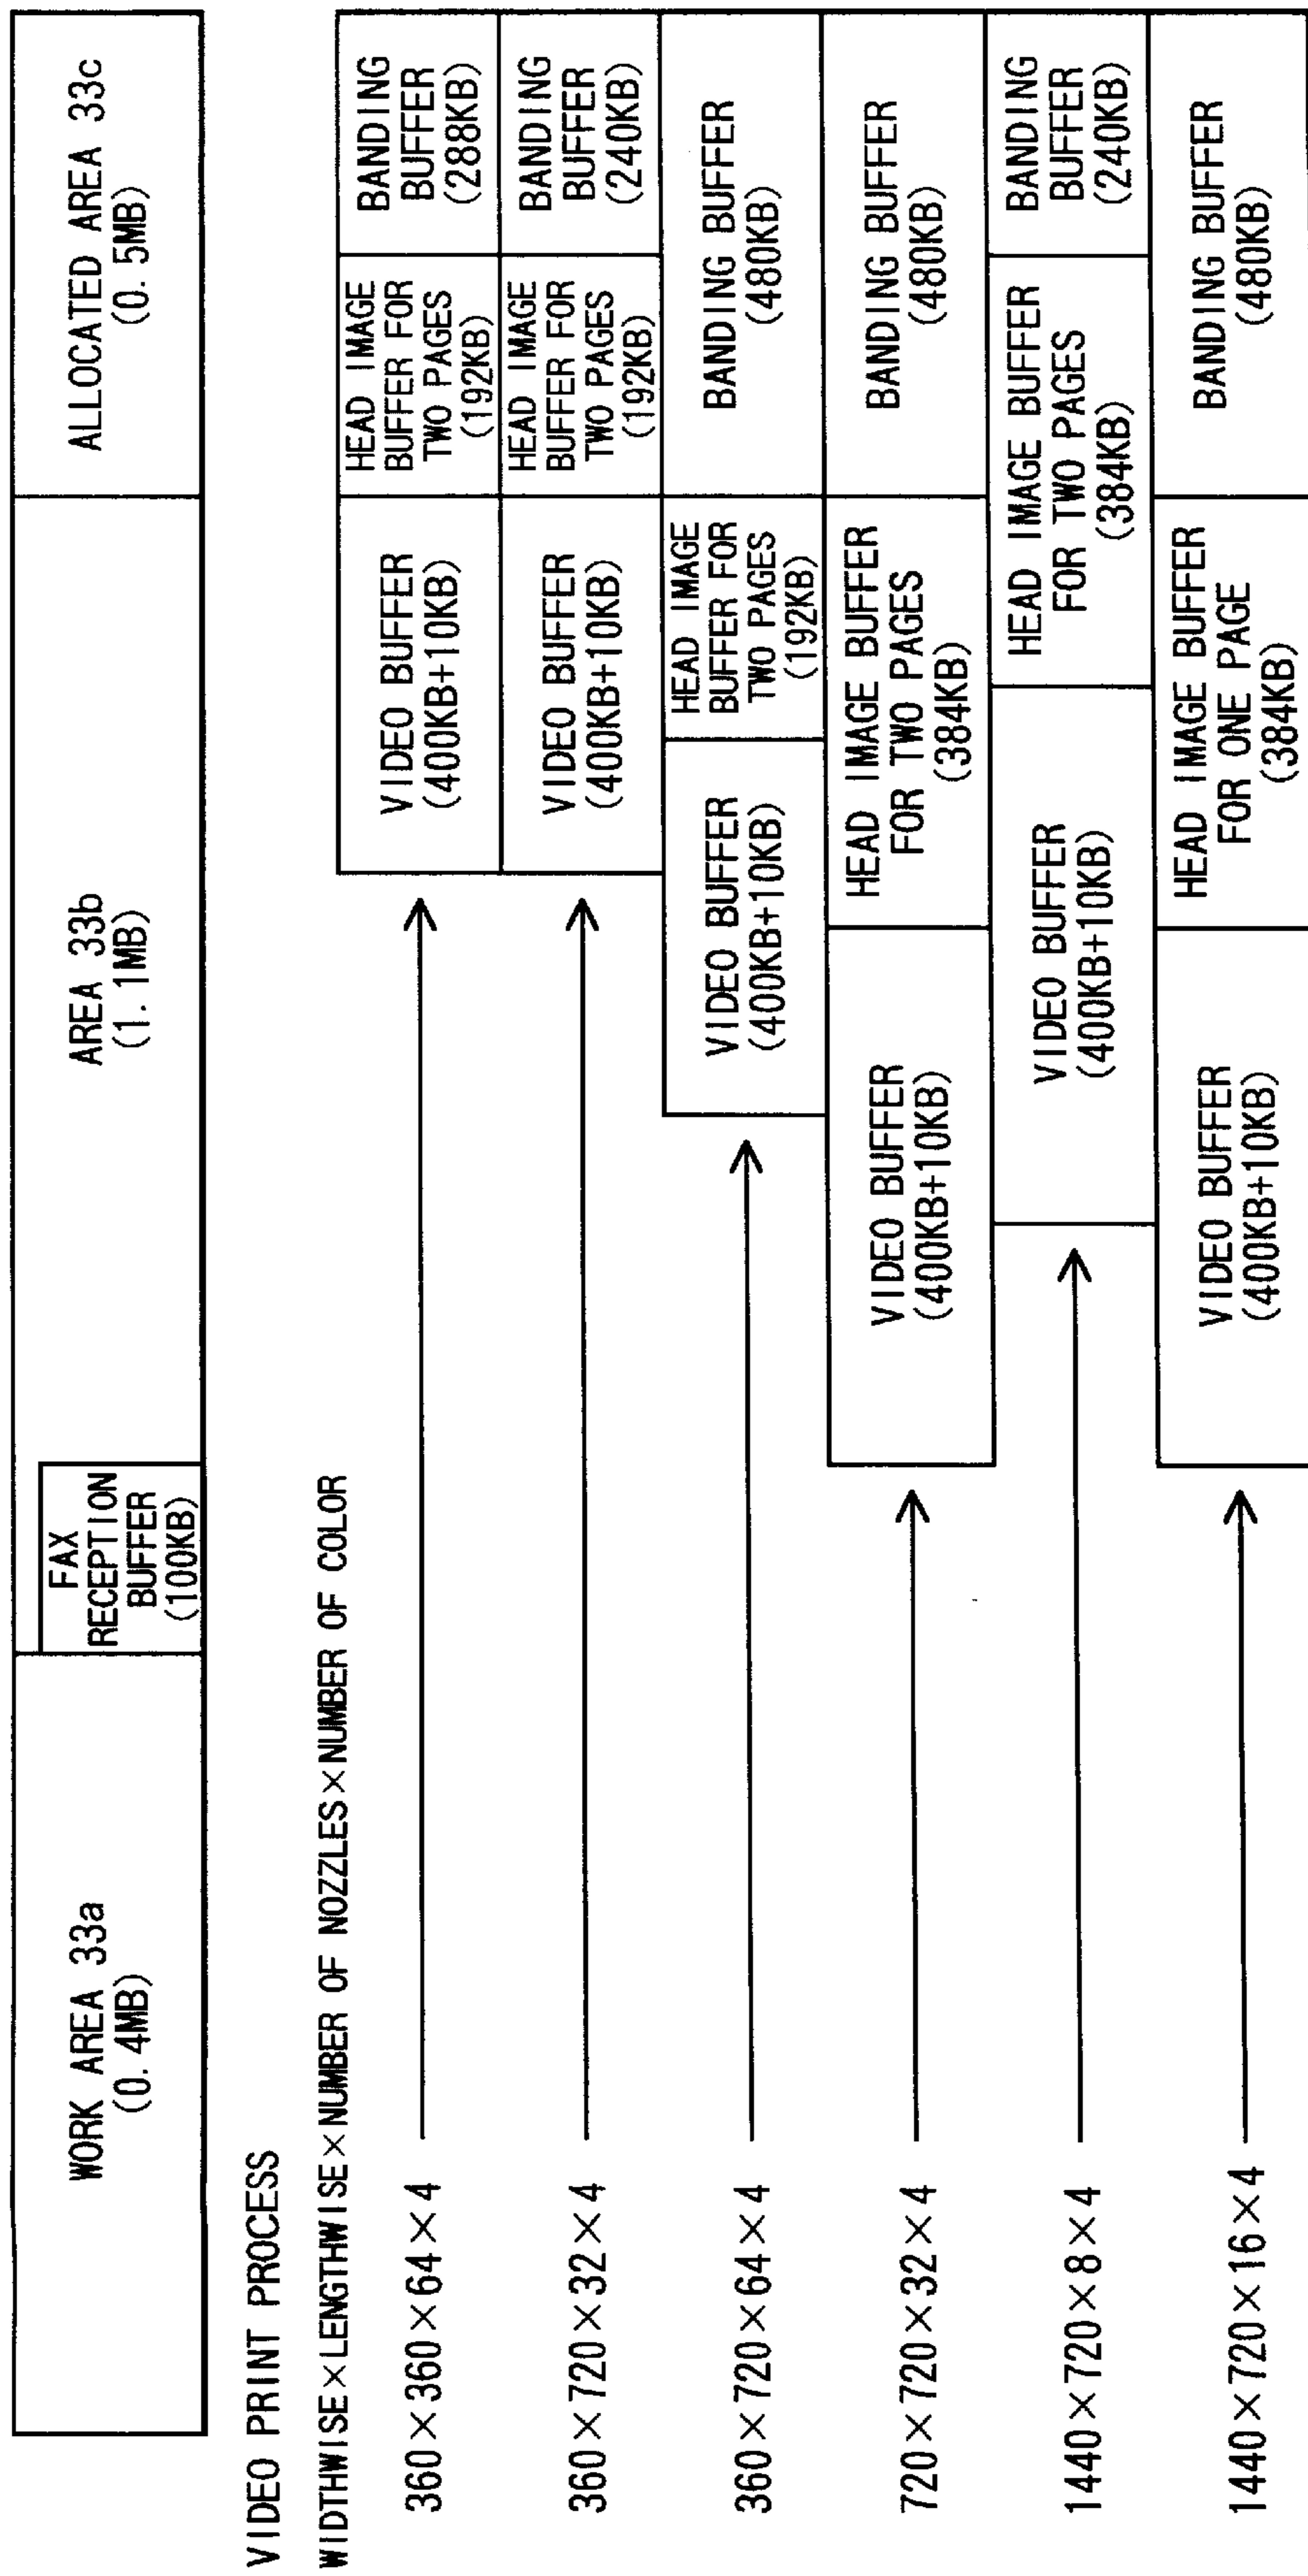 WORK AREA 33a
(0. 4MB)
FAX
RECEPTION
BUFFER
(100KB)
AREA 33b
(1. 1MB)
ALLOCATED AREA 33c
(0. 5MB)
VIDEO PRINT PROCESS
WIDTHWISE×LENGTHWISE×NUMBER OF NOZZLES×NUMBER OF COLOR
360×360×64×4
VIDEO BUFFER
(400KB+10KB)
HEAD IMAGE
BUFFER FOR
TWO PAGES
(192KB)
BANDING
BUFFER
(288KB)
360×720×32×4
VIDEO BUFFER
(400KB+10KB)
HEAD IMAGE
BUFFER FOR
TWO PAGES
(192KB)
BANDING
BUFFER
(240KB)
360×720×64×4
VIDEO BUFFER
(400KB+10KB)
HEAD IMAGE
BUFFER FOR
TWO PAGES
(192KB)
BANDING BUFFER
(480KB)
720×720×32×4
VIDEO BUFFER
(400KB+10KB)
HEAD IMAGE BUFFER
FOR TWO PAGES
(384KB)
BANDING BUFFER
(480KB)
1440×720×8×4
VIDEO BUFFER
(400KB+10KB)
HEAD IMAGE BUFFER
FOR TWO PAGES
(384KB)
BANDING
BUFFER
(240KB)
1440×720×16×4
VIDEO BUFFER
(400KB+10KB)
HEAD IMAGE BUFFER
FOR ONE PAGE
(384KB)
BANDING BUFFER
(480KB)